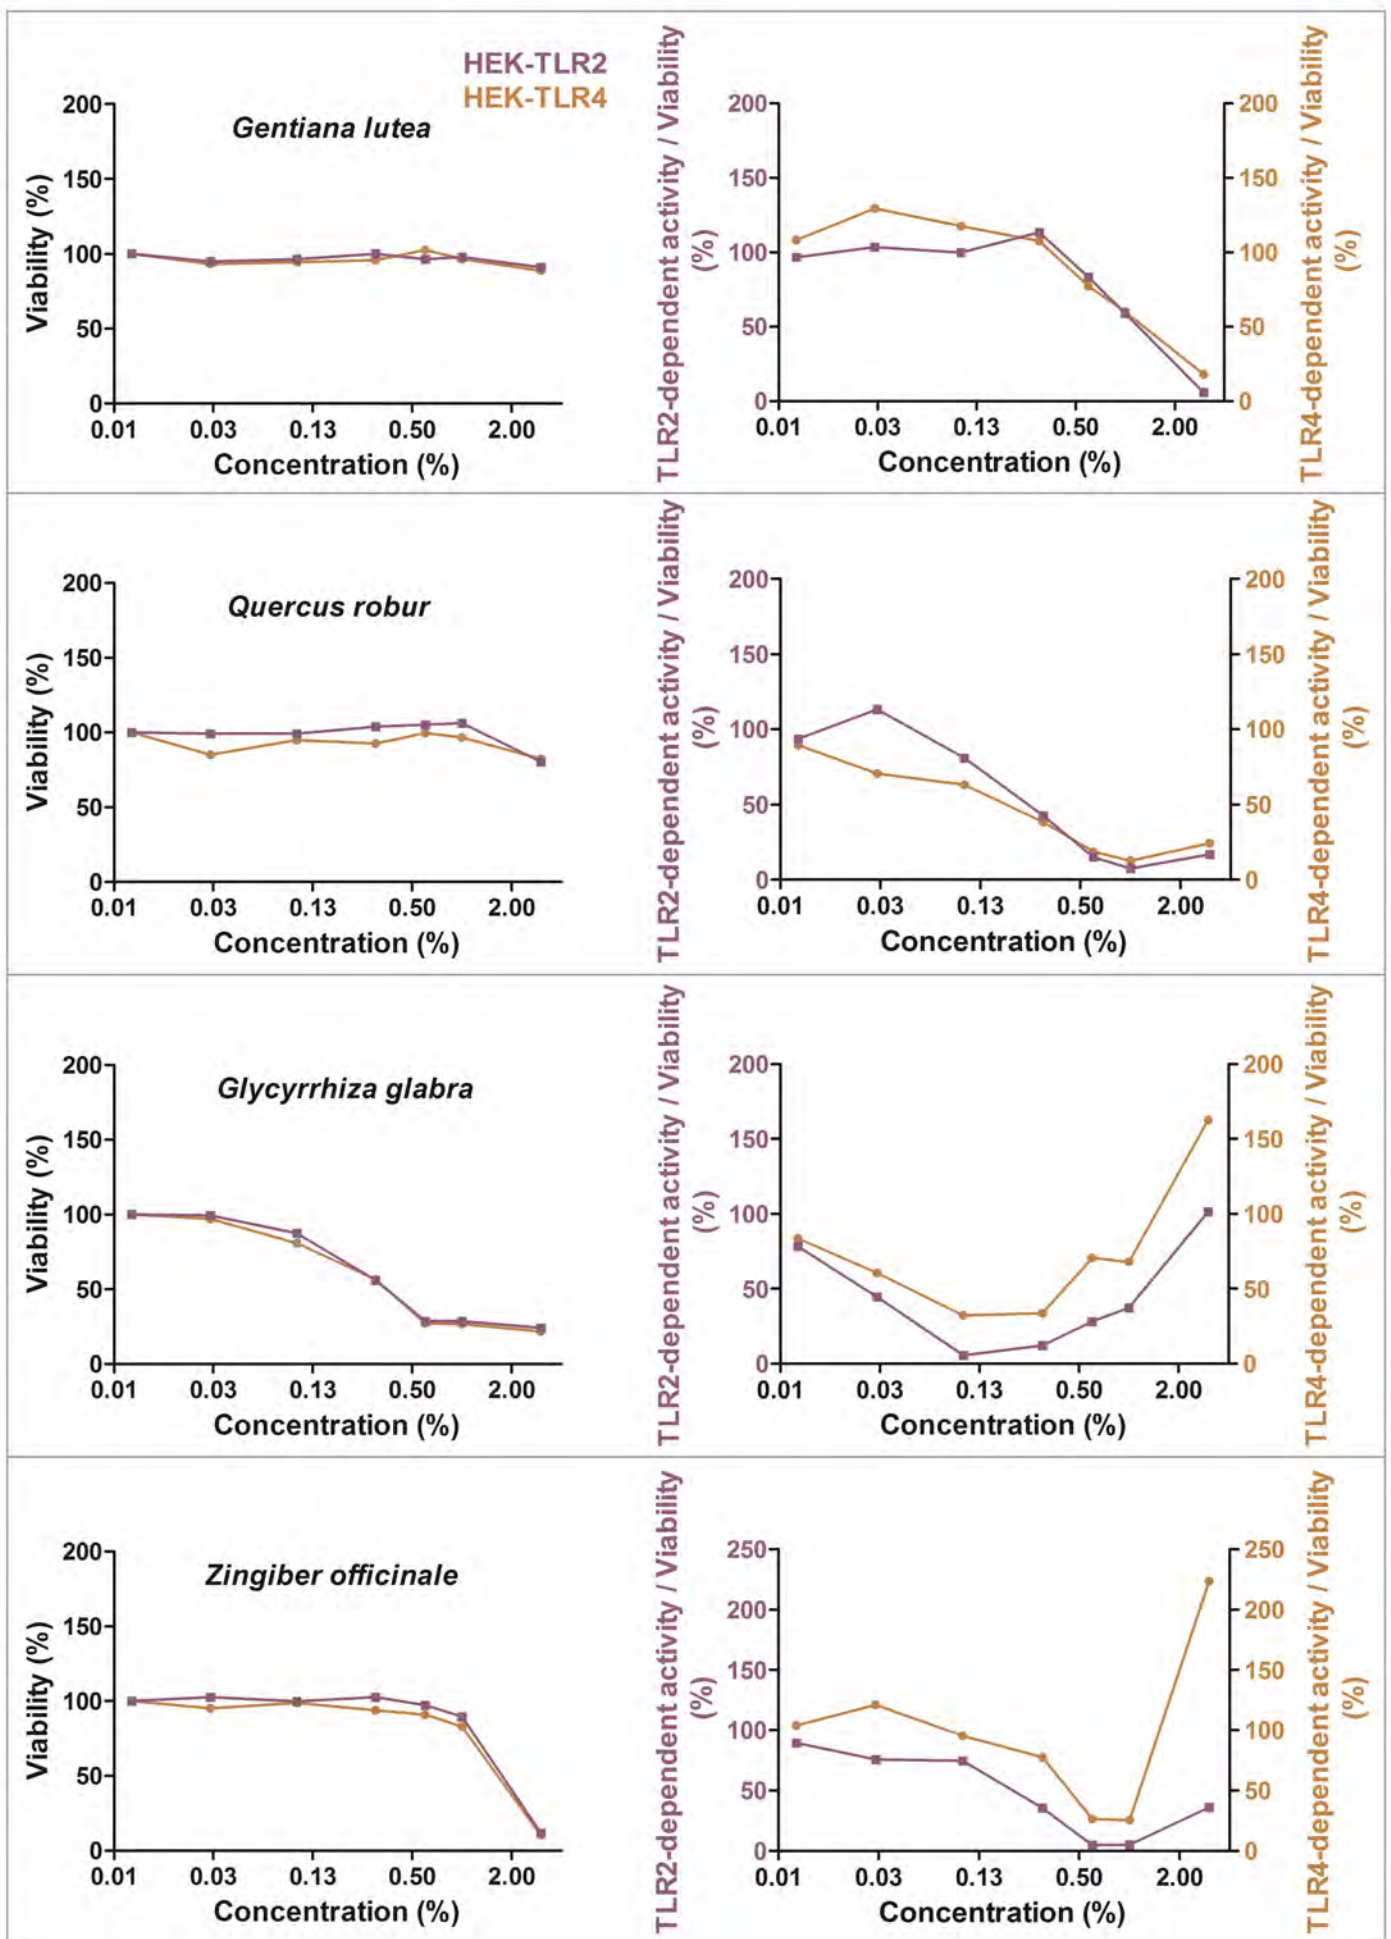 HEK-TLR2
HEK-TLR4
Gentiana lutea
Viability (%)
200
150
100
50
0
0.01 0.03 0.13 0.50 2.00
Concentration (%)
TLR2-dependent activity / Viability
(%)
200
150
100
50
0
0.01 0.03 0.13 0.50 2.00
Concentration (%)
200
150
100
50
0
TLR4-dependent activity / Viability
(%)
Quercus robur
Viability (%)
200
150
100
50
0
0.01 0.03 0.13 0.50 2.00
Concentration (%)
TLR2-dependent activity / Viability
(%)
200
150
100
50
0
0.01 0.03 0.13 0.50 2.00
Concentration (%)
200
150
100
50
0
TLR4-dependent activity / Viability
(%)
Glycyrrhiza glabra
Viability (%)
200
150
100
50
0
0.01 0.03 0.13 0.50 2.00
Concentration (%)
TLR2-dependent activity / Viability
(%)
200
150
100
50
0
0.01 0.03 0.13 0.50 2.00
Concentration (%)
200
150
100
50
0
TLR4-dependent activity / Viability
(%)
Zingiber officinale
Viability (%)
200
150
100
50
0
0.01 0.03 0.13 0.50 2.00
Concentration (%)
TLR2-dependent activity / Viability
(%)
250
200
150
100
50
0
0.01 0.03 0.13 0.50 2.00
Concentration (%)
250
200
150
100
50
0
TLR4-dependent activity / Viability
(%)